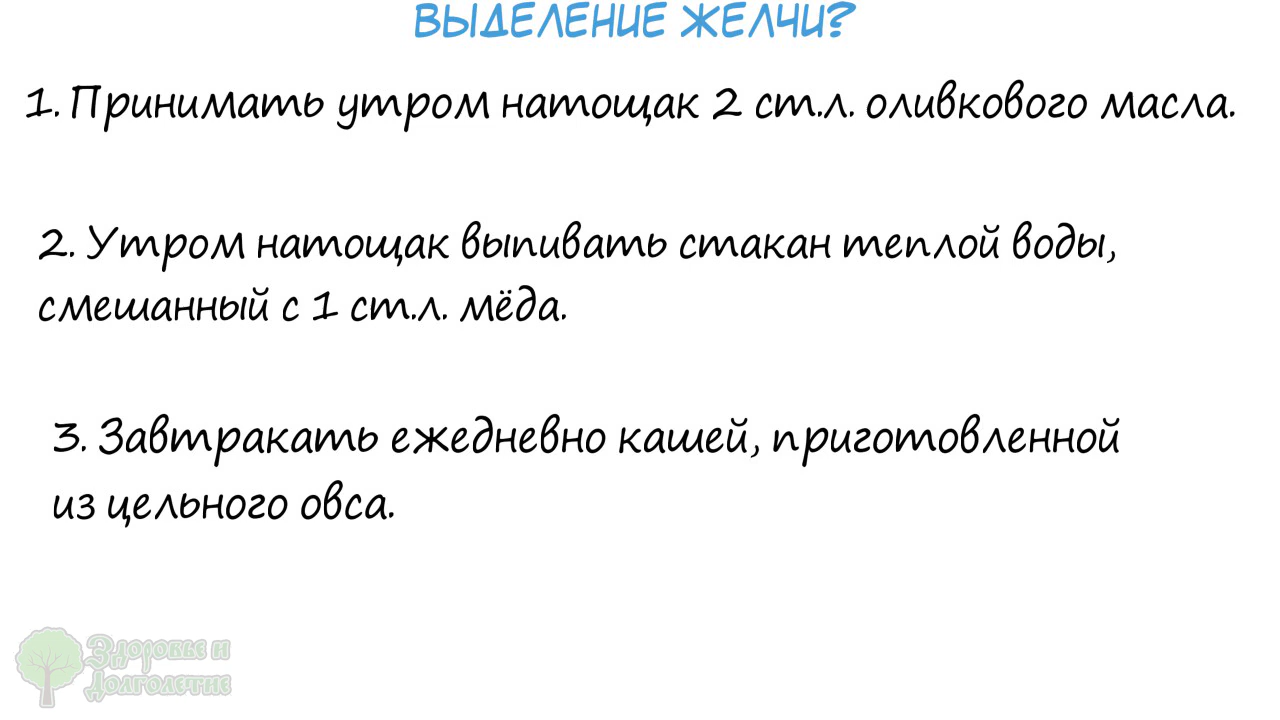 ВЫДЕЛЕНИЕ ЖЕЛЧИ?
1. Принимать утром натощак 2 ст.л. оливкового масла.
2. Утром натощак выпивать стакан теплой воды,
смешанный с 1 ст.л. мёда.
3. Завтракать ежедневно кашей, приготовленной
из цельного овса.
Здоровье и
Долголетие